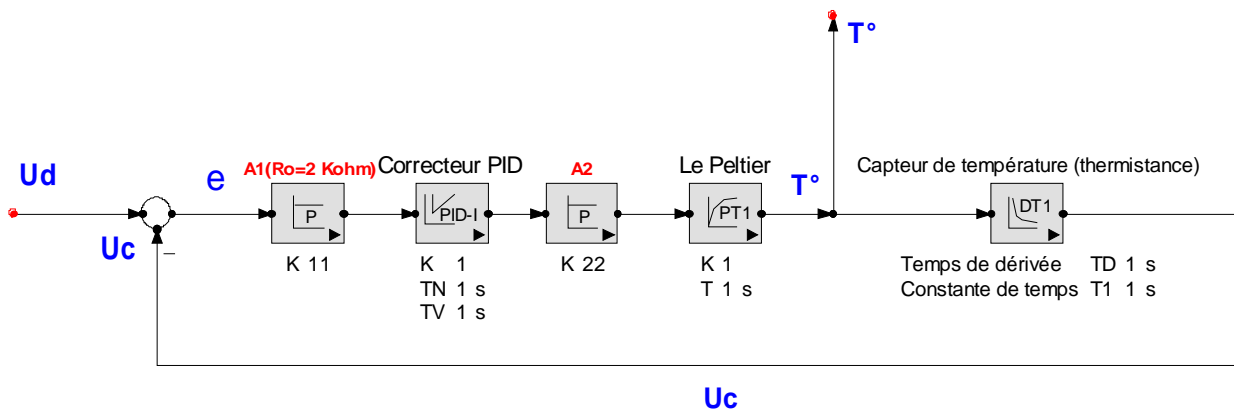 T°
Ud
e
A1(Ro=2 Kohm)
Correcteur PID
A2
Le Peltier
T°
Capteur de température (thermistance)
Uc
_
P
PID-I
P
PT1
DT1
K 11
K 1
TN 1 s
TV 1 s
K 22
K 1
T 1 s
Temps de dérivée TD 1 s
Constante de temps T1 1 s
Uc